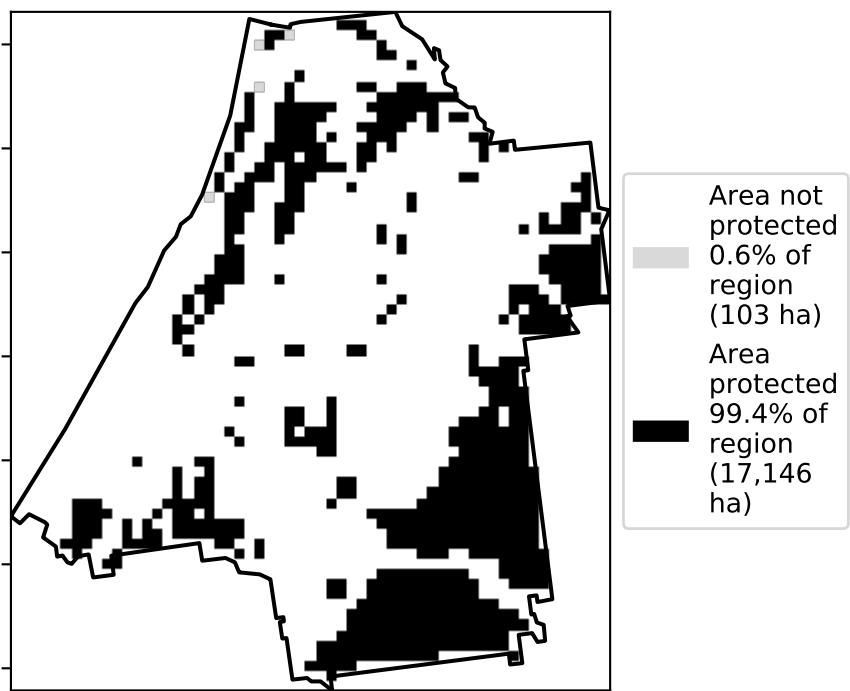 Area not
protected
0.6% of
region
(103 ha)
Area
protected
99.4% of
region
(17,146
ha)